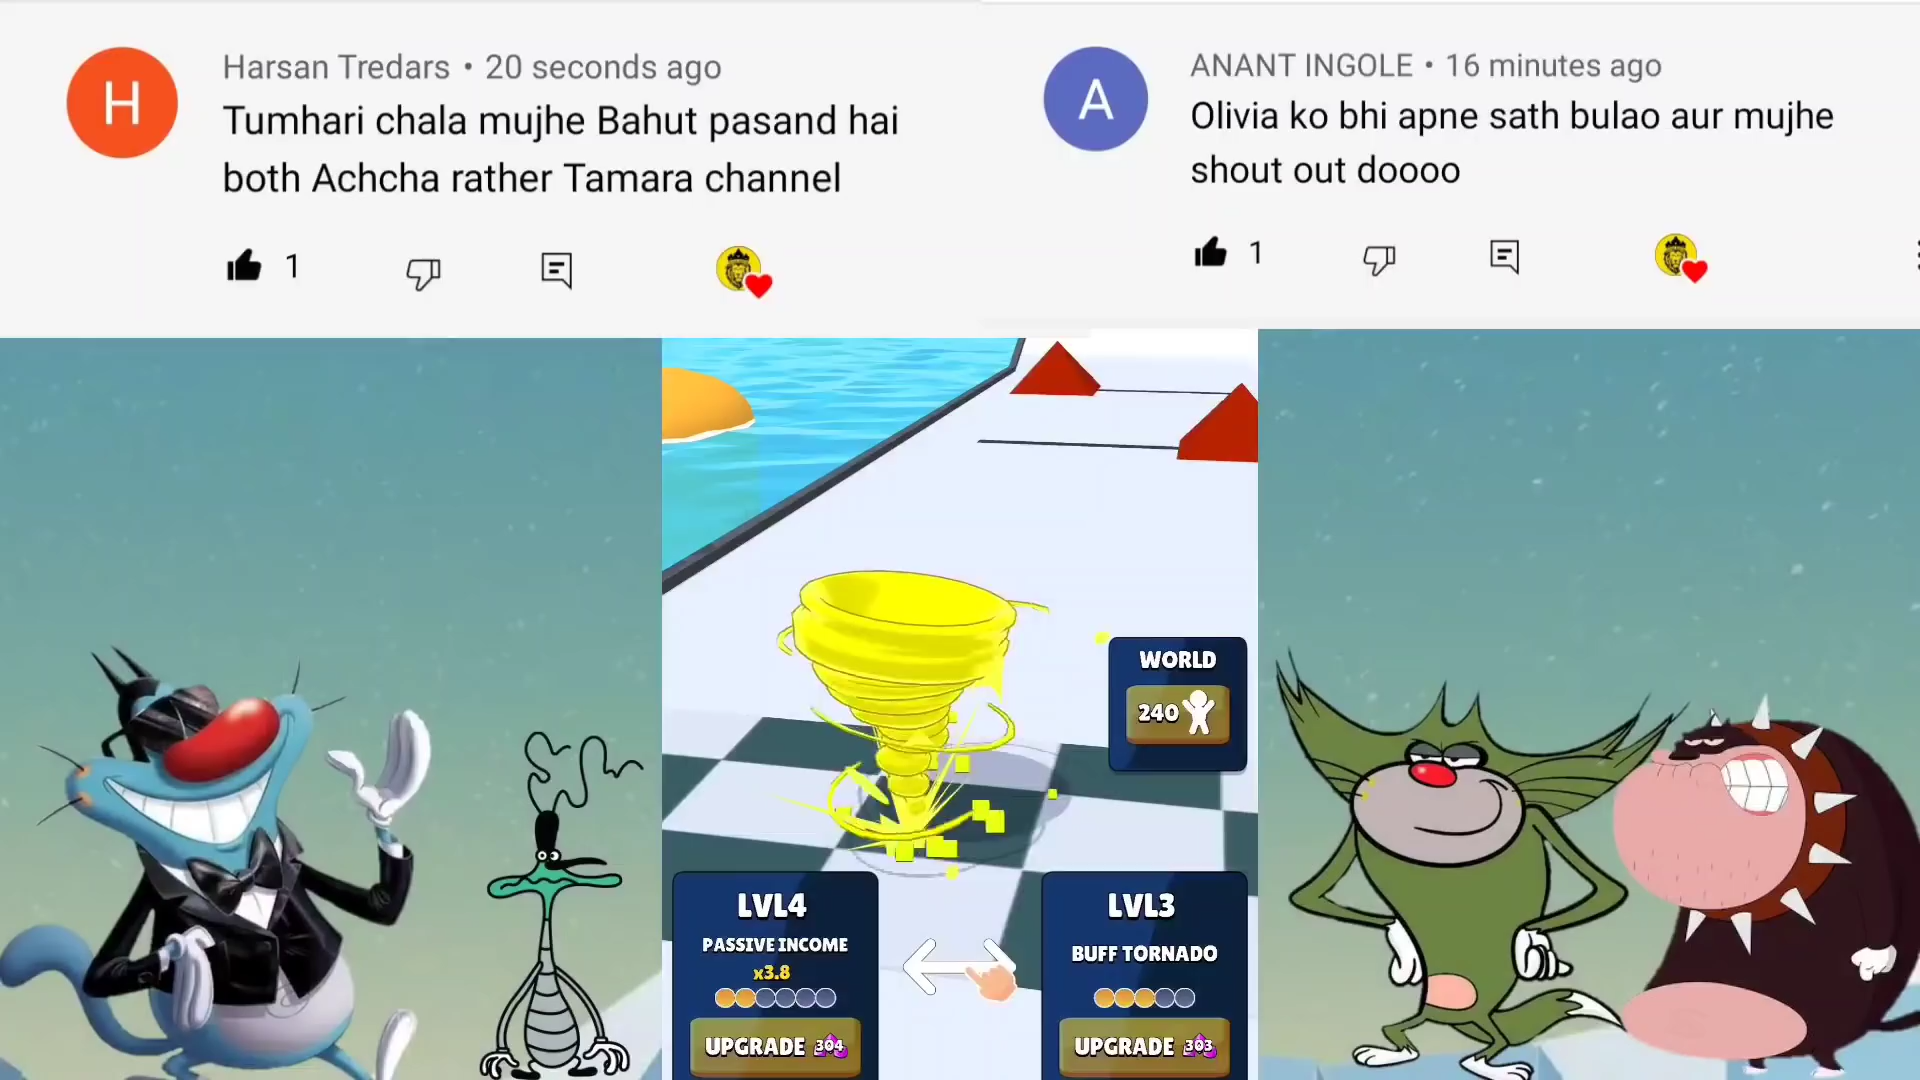 H
Harsan Tredars • 20 seconds ago
Tumhari chala mujhe Bahut pasand hai
both Achcha rather Tamara channel
1
A
ANANT INGOLE • 16 minutes ago
Olivia ko bhi apne sath bulao aur mujhe
shout out doooo
1
WORLD
240
LVL4
PASSIVE INCOME
x3.8
UPGRADE 304
LVL3
BUFF TORNADO
UPGRADE 303